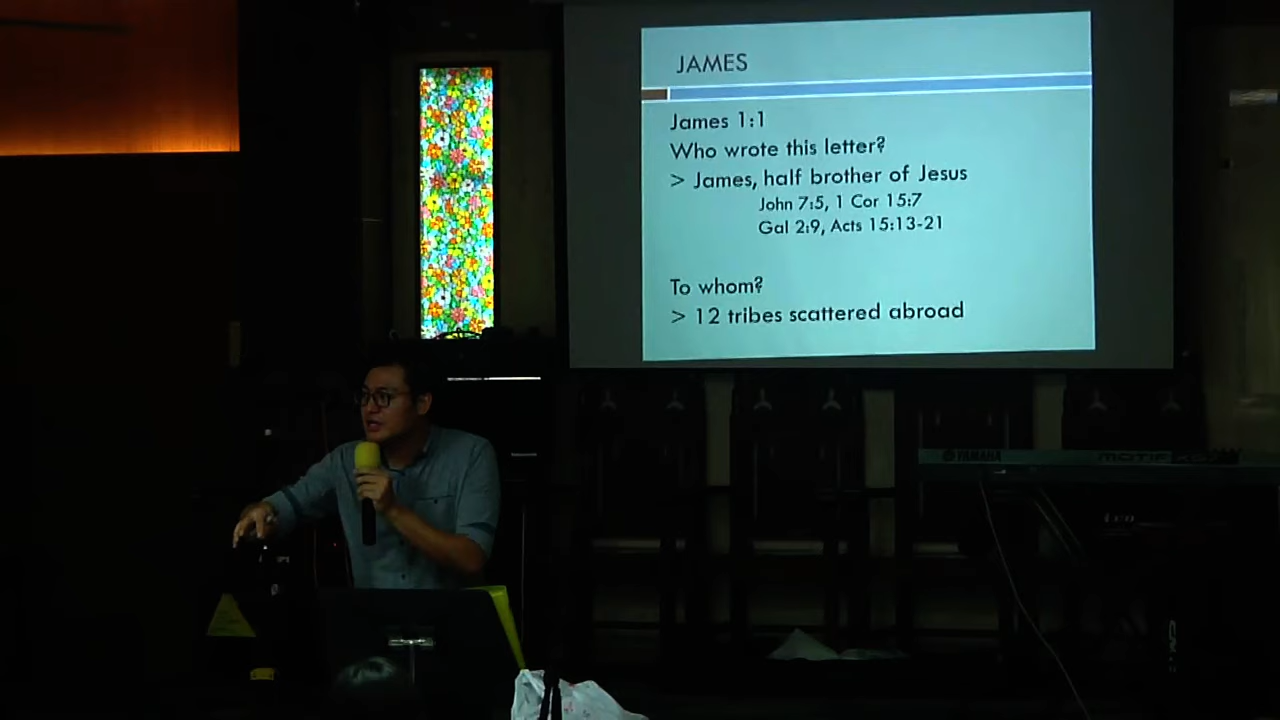 JAMES
James 1:1
Who wrote this letter?
> James, half brother of Jesus
John 7:5, 1 Cor 15:7
Gal 2:9, Acts 15:13-21
To whom?
> 12 tribes scattered abroad
YAMAHA